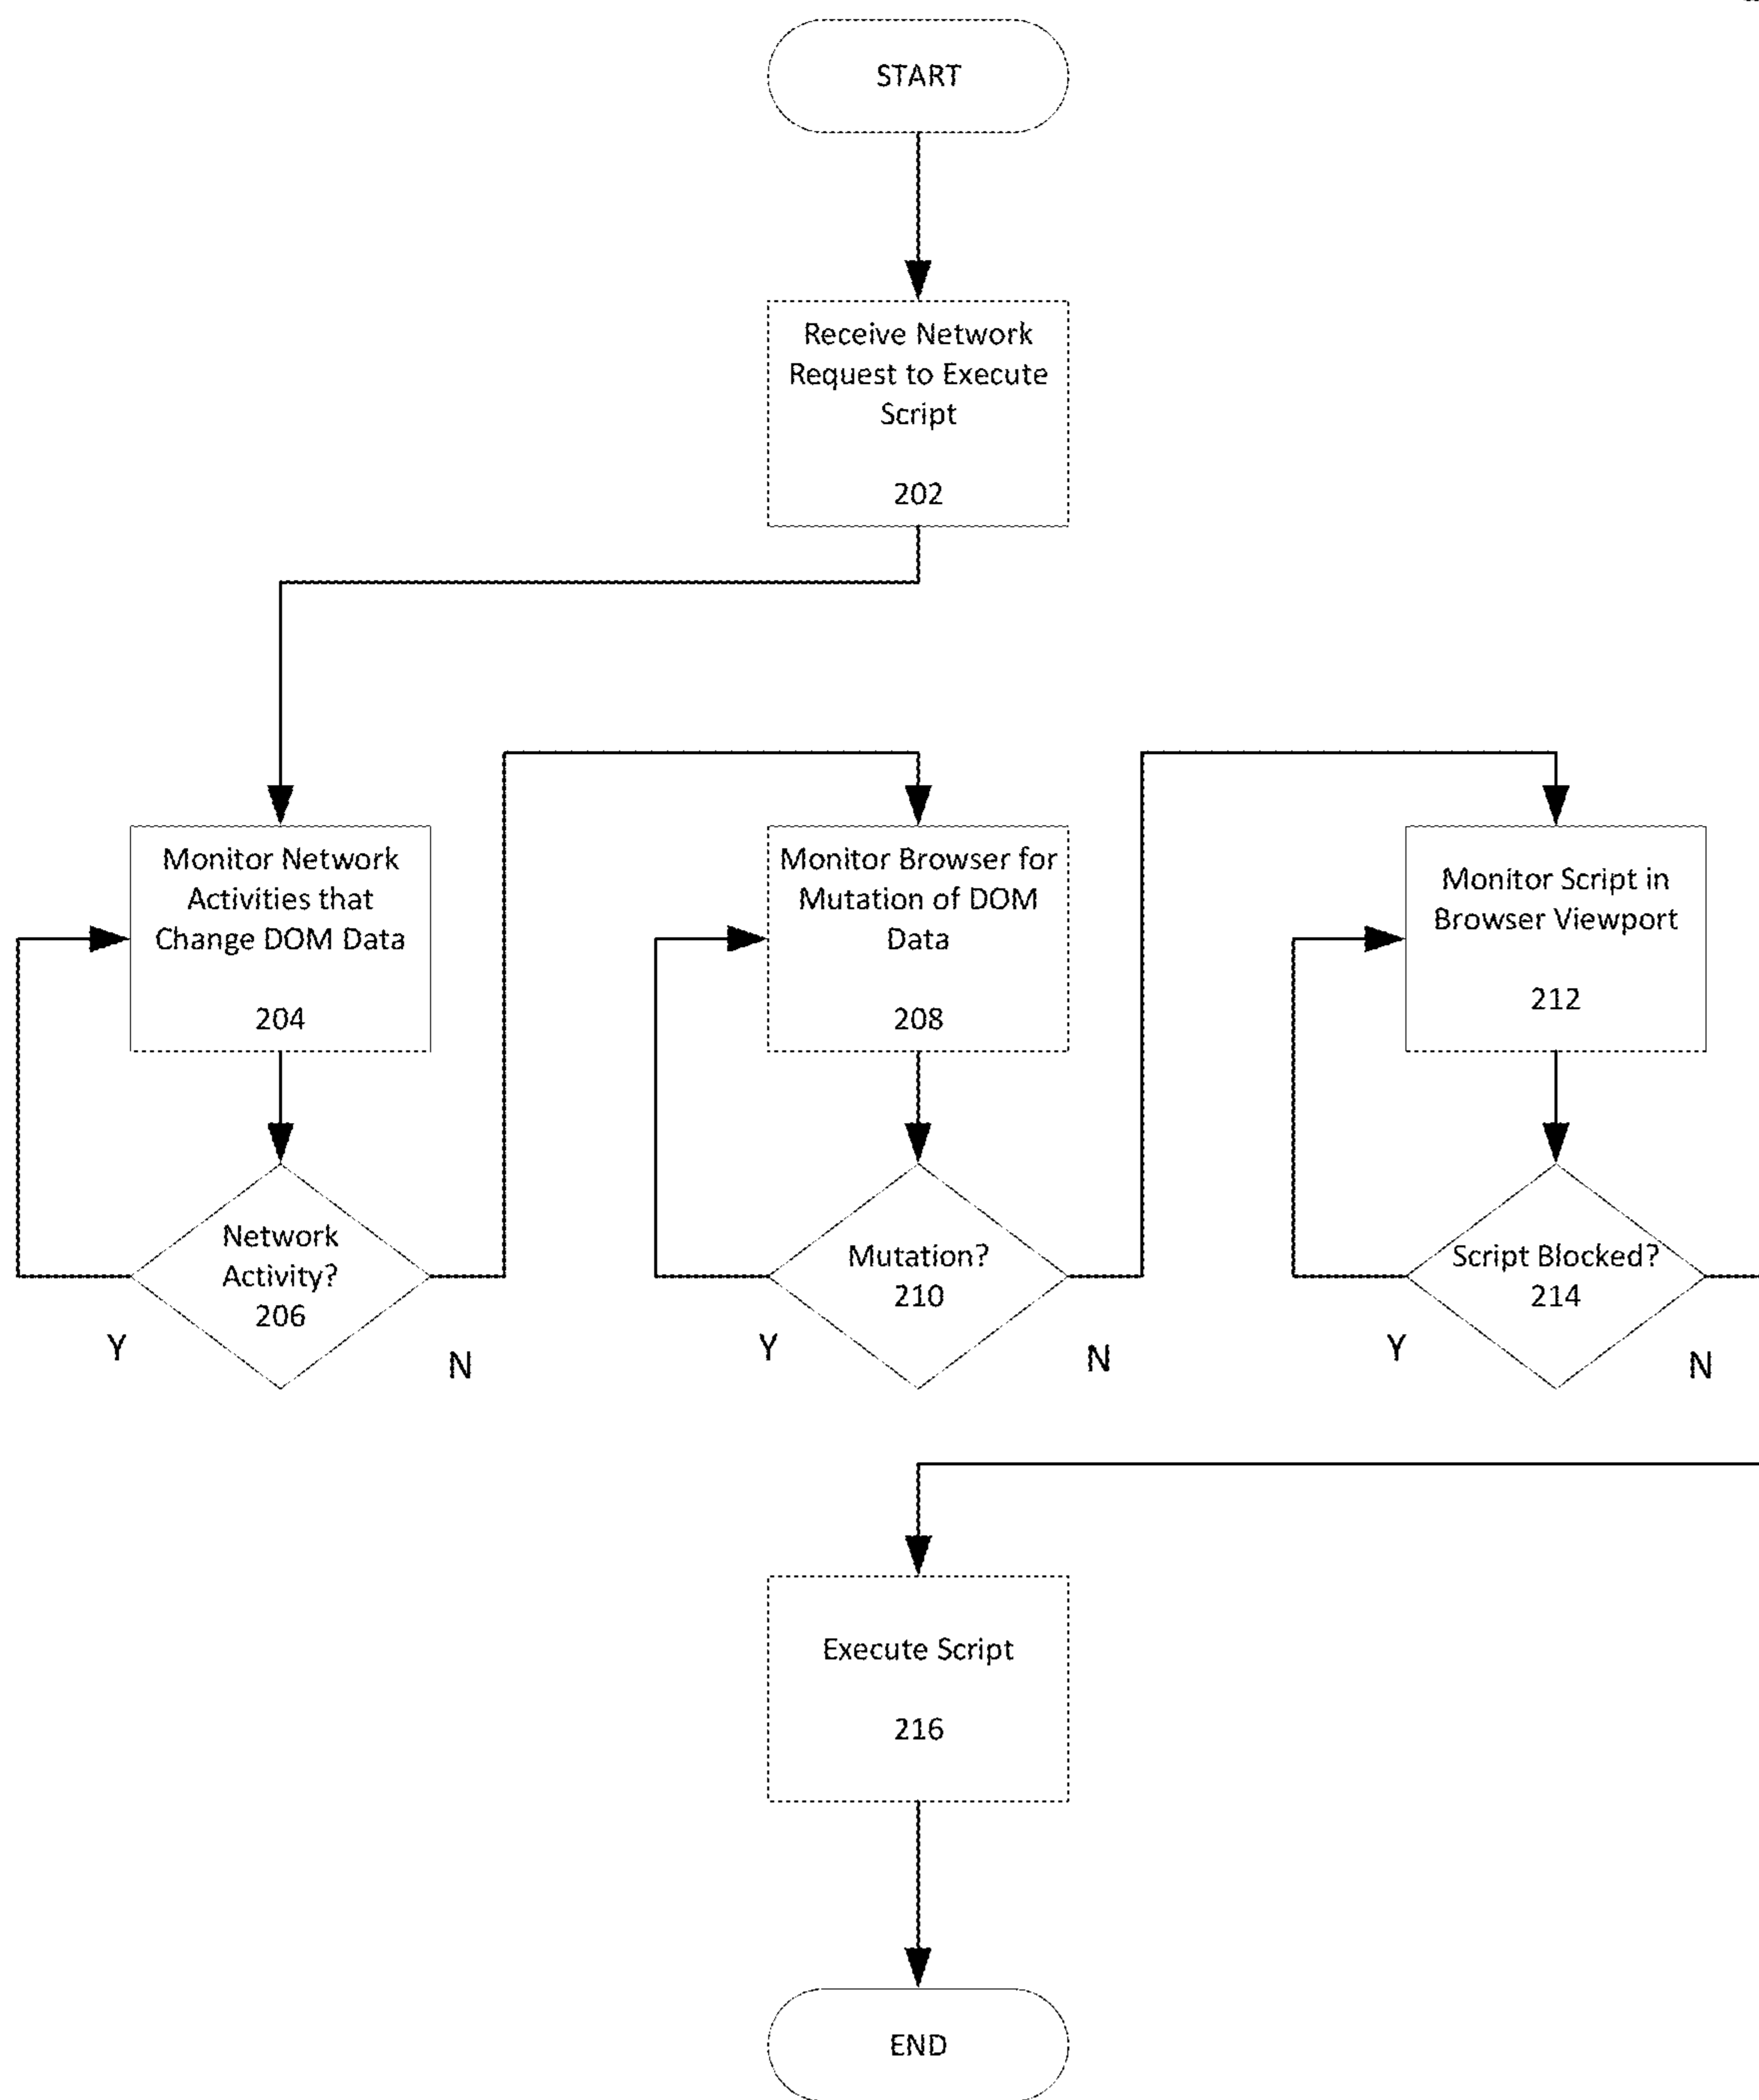 START
Receive Network
Request to Execute
Script
202
Monitor Network
Activities that
Change DOM Data
204
Monitor Browser for
Mutation of DOM
Data
208
Monitor Script in
Browser Viewport
212
Network
Activity?
206
Y
N
Mutation?
210
Y
N
Script Blocked?
214
Y
N
Execute Script
216
END